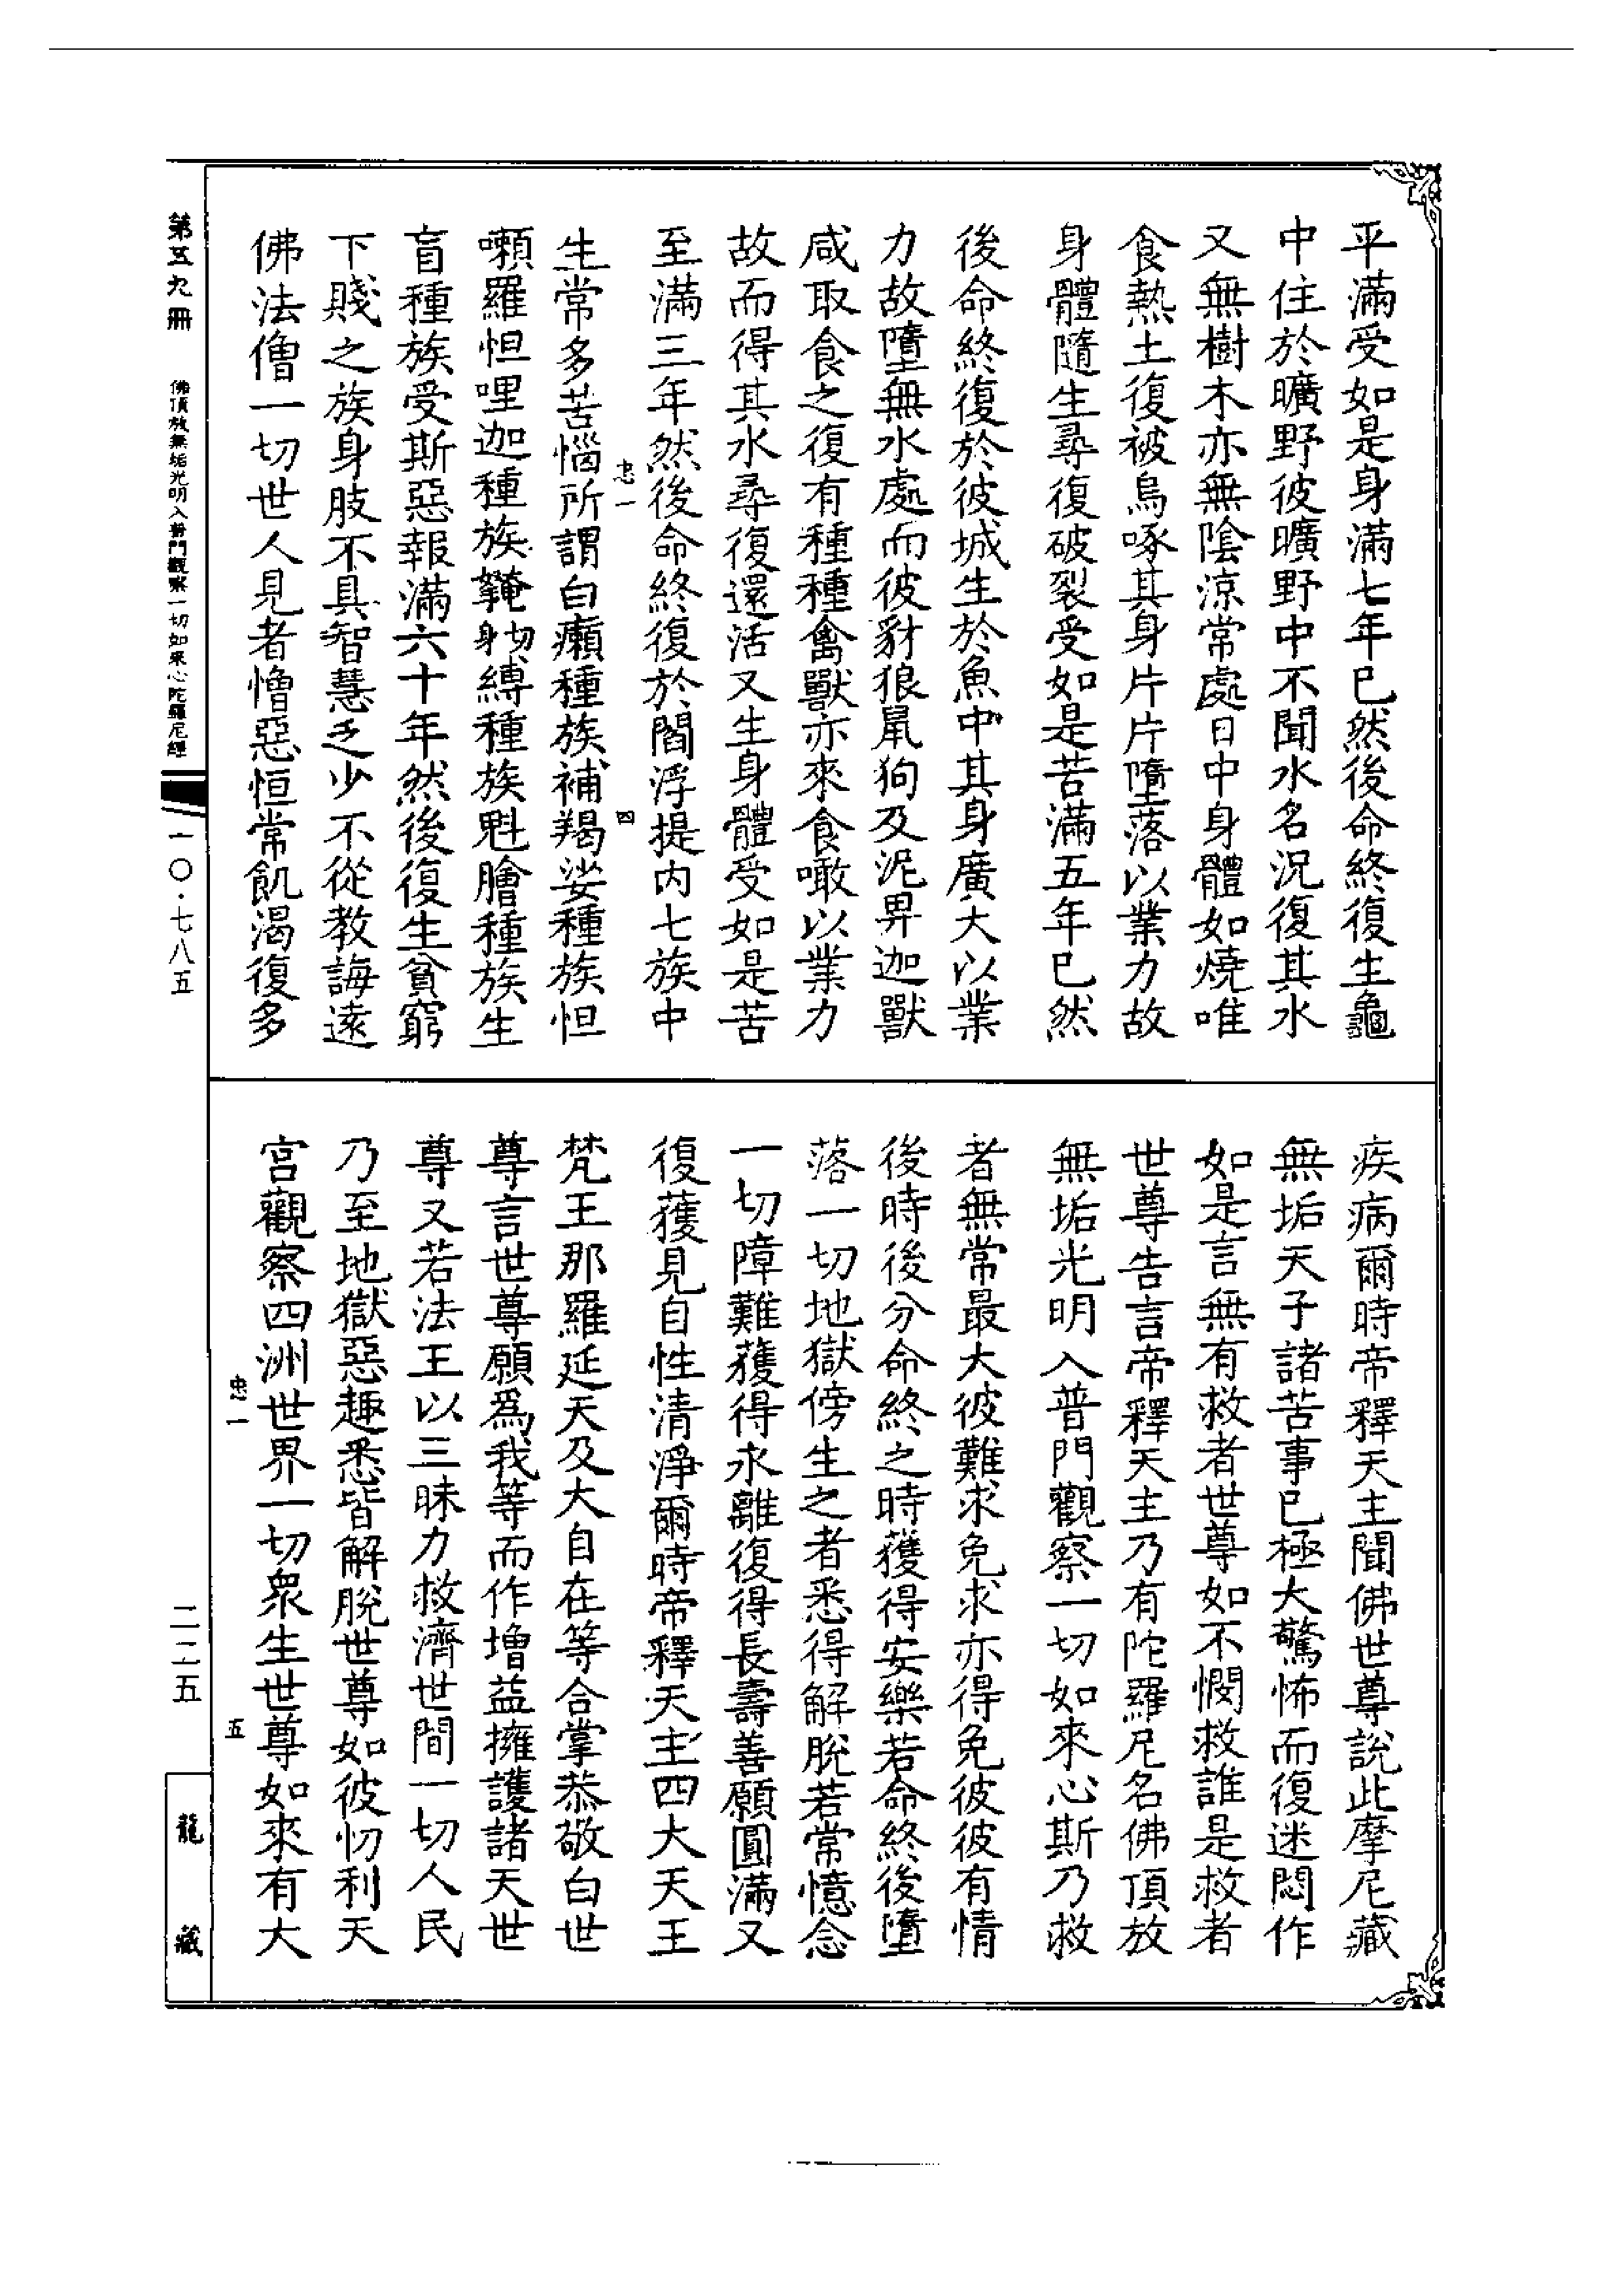 平滿受如是身滿七年已然後命終復生龜
中住於曠野彼曠野中不聞水名況復其水
又無樹木亦無陰涼常處日中身體如燒唯
食熱土復被烏啄其身片片墮落以業力故
身體隨生尋復破裂受如是苦滿五年已然
後命終復於彼城生於魚中其身廣大以業
力故墮無水處而彼豺狼鼠狗及泥畀迦獸
咸取食之復有種種禽獸亦來食噉以業力
故而得其水尋復還活又生身體受如是苦
至滿三年然後命終復於閻浮提內七族中
忠一 四
生常多苦惱所謂白癩種族補羯娑種族怛
嚩羅怛哩迦種族㝃切身縛種族魁膾種族生
盲種族受斯惡報滿六十年然後復生貧窮
下賤之族身肢不具智慧乏少不從教誨遠
佛法僧一切世人見者憎惡恒常飢渴復多
疾病爾時帝釋天主聞佛世尊說此摩尼藏
無垢天子諸苦事已極大驚怖而復迷悶作
如是言無有救者世尊如不憫救誰是救者
世尊告言帝釋天主乃有陀羅尼名佛頂放
無垢光明入普門觀察一切如來心斯乃救
者無常最大彼難求免求亦得免彼彼有情
後時後分命終之時獲得安樂若命終後墮
落一切地獄傍生之者悉得解脫若常憶念
一切障難獲得永離復得長壽善願圓滿又
復獲見自性清淨爾時帝釋天主四大天王
梵王那羅延天及大自在等合掌恭敬白世
尊言世尊願為我等而作增益擁護諸天世
尊又若法王以三昧力救濟世間一切人民
乃至地獄惡趣悉皆解脫世尊如彼忉利天
宮觀察四洲世界一切眾生世尊如來有大
忠一 五
第五九冊 佛頂放無垢光明入普門觀察一切如來心陀羅尼經 一〇·七八五
二二五
龍藏